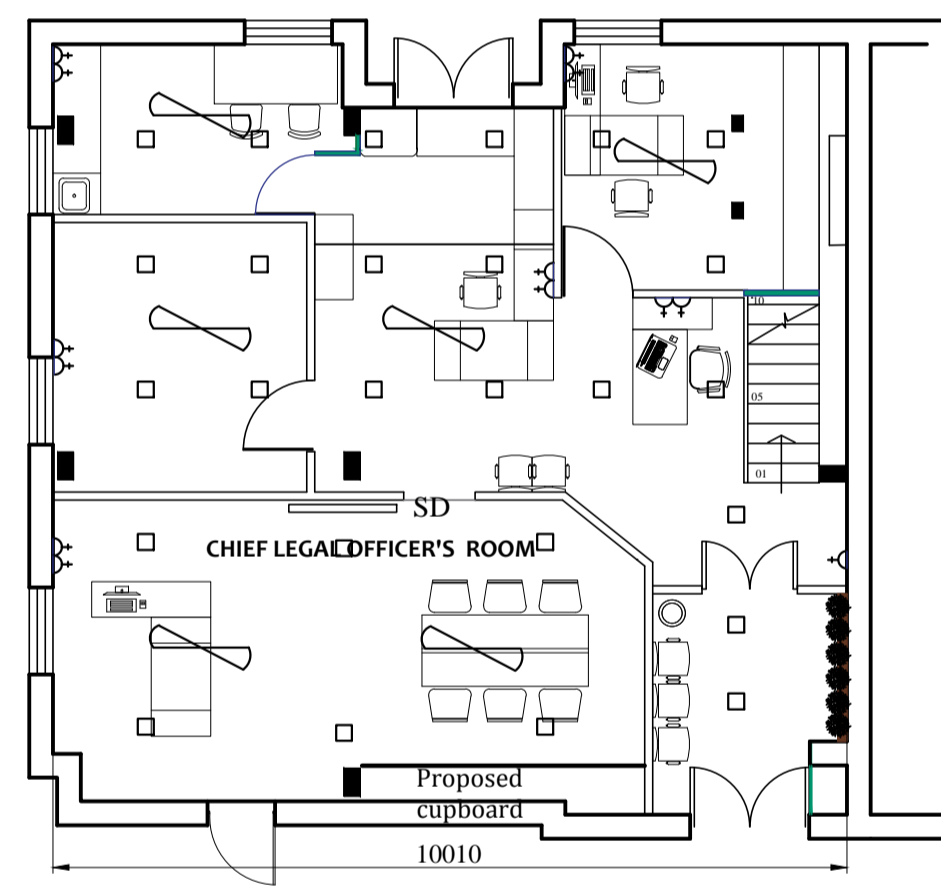 10
05
01
SD
CHIEF LEGAL OFFICER'S ROOM
Proposed
cupboard
10010